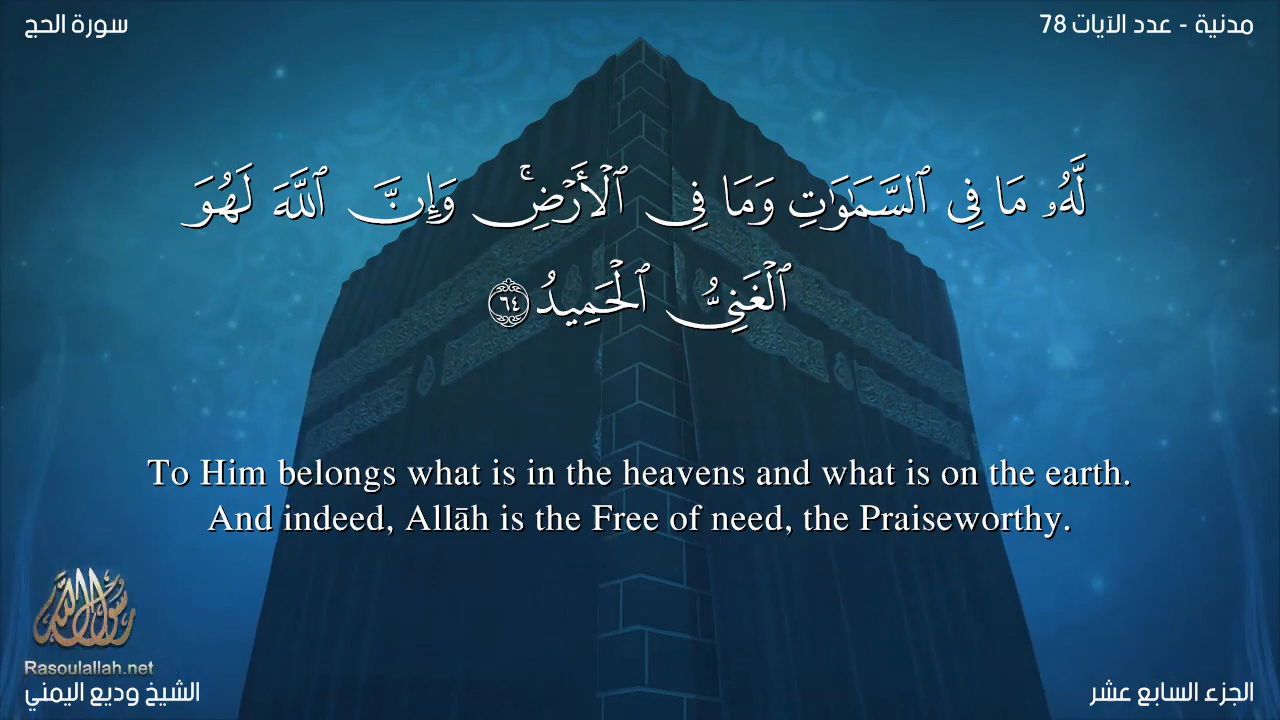 سورة الحج
مدنية - عدد الآيات 78
لَّهُۥ مَا فِى ٱلسَّمَـٰوَٰتِ وَمَا فِى ٱلْأَرْضِ ۚ وَإِنَّ ٱللَّهَ لَهُوَ
ٱلْغَنِىُّ ٱلْحَمِيدُ ٦٤
To Him belongs what is in the heavens and what is on the earth.
And indeed, Allāh is the Free of need, the Praiseworthy.
رسول الله
Rasoulallah.net
الشيخ وديع اليمني
الجزء السابع عشر